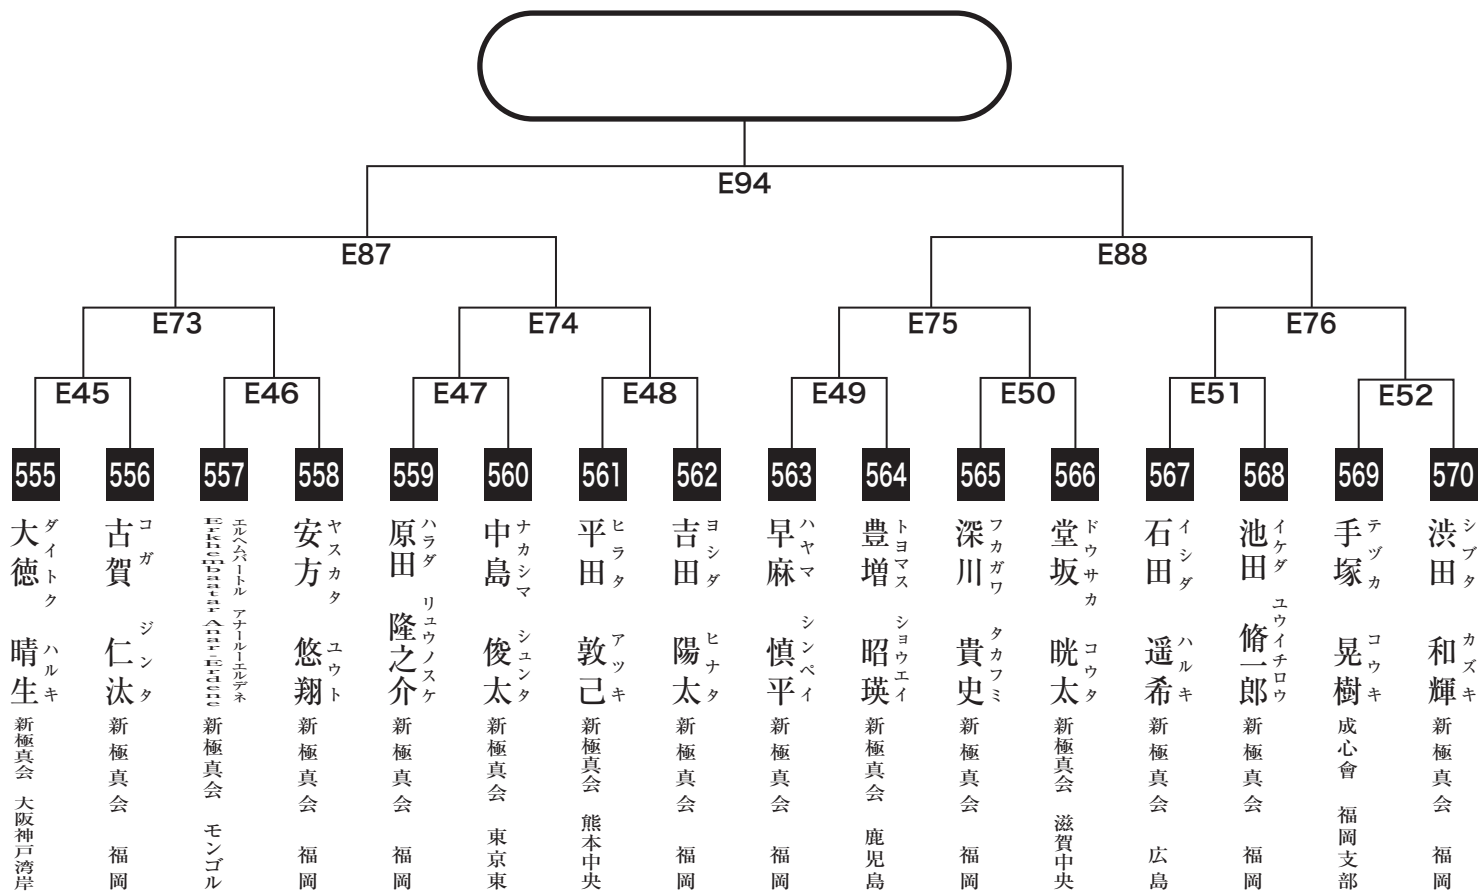 E94
E87
E88
E73
E74
E75
E76
E45
E46
E47
E48
E49
E50
E51
E52
555
556
557
558
559
560
561
562
563
564
565
566
567
568
569
570
ダイトク ハルキ
大徳 晴生
新極真会 大阪神戸湾岸
コガ ジンタ
古賀 仁汰
新極真会 福岡
エルヘムバートル アナールーエルデネ
Erkhembaatar Anar-Erdene
新極真会 モンゴル
ヤスカタ ユウト
安方 悠翔
新極真会 福岡
ハラダ リュウノスケ
原田 隆之介
新極真会 福岡
ナカシマ シュンタ
中島 俊太
新極真会 東京東
ヒラタ アツキ
平田 敦己
新極真会 熊本中央
ヨシダ ヒナタ
吉田 陽太
新極真会 福岡
ハヤマ シンペイ
早麻 慎平
新極真会 福岡
トヨマス ショウエイ
豊増 昭瑛
新極真会 鹿児島
フカガワ タカフミ
深川 貴史
新極真会 福岡
ドウサカ コウタ
堂坂 晄太
新極真会 滋賀中央
イシダ ハルキ
石田 遥希
新極真会 広島
イケダ ユウイチロウ
池田 脩一郎
新極真会 福岡
テヅカ コウキ
手塚 晃樹
成心會 福岡支部
シブタ カズキ
渋田 和輝
新極真会 福岡